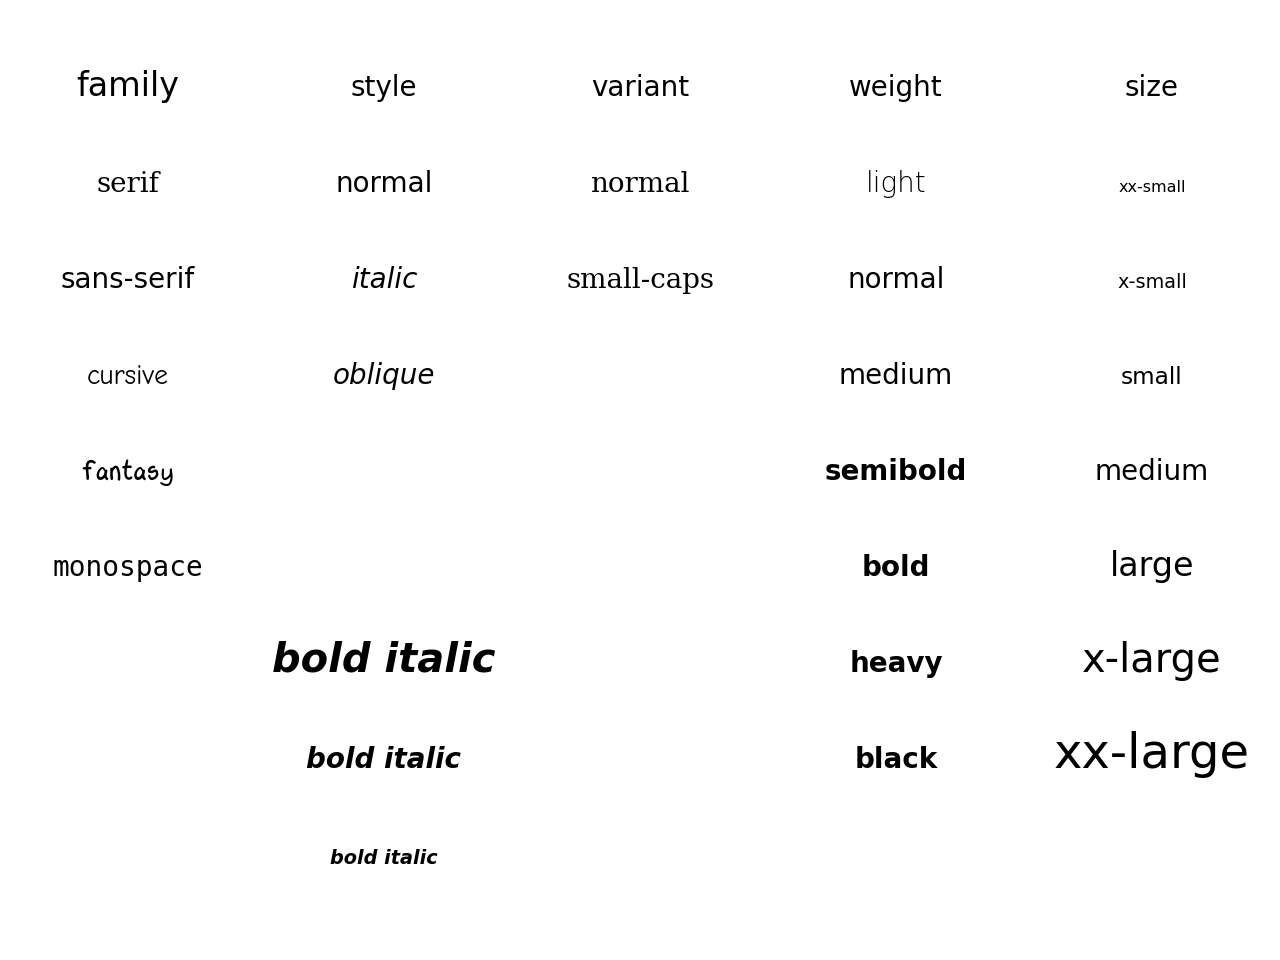 family style variant weight size
serif normal normal light xx-small
sans-serif italic small-caps normal x-small
cursive oblique medium small
fantasy semibold medium
monospace bold large
bold italic heavy x-large
bold italic black xx-large
bold italic